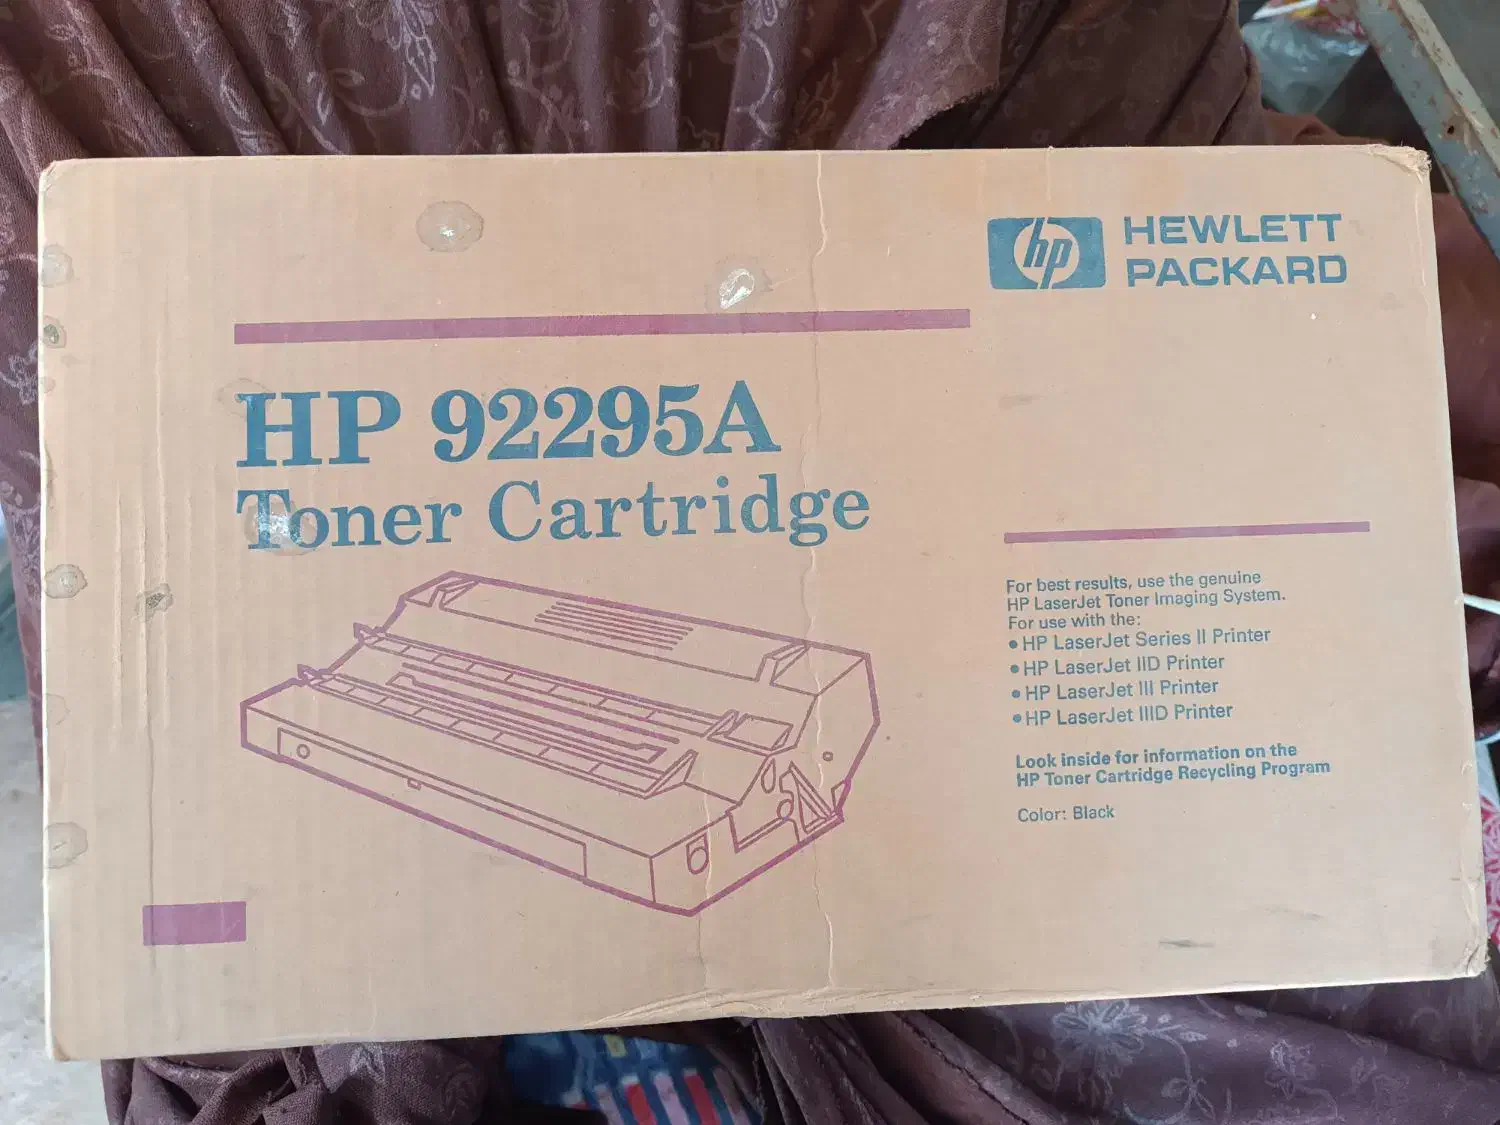 hp HEWLETT
PACKARD
HP 92295A
Toner Cartridge
For best results, use the genuine
HP LaserJet Toner Imaging System.
For use with the:
• HP LaserJet Series II Printer
• HP LaserJet IID Printer
• HP LaserJet III Printer
• HP LaserJet IIID Printer
Look inside for information on the
HP Toner Cartridge Recycling Program
Color: Black